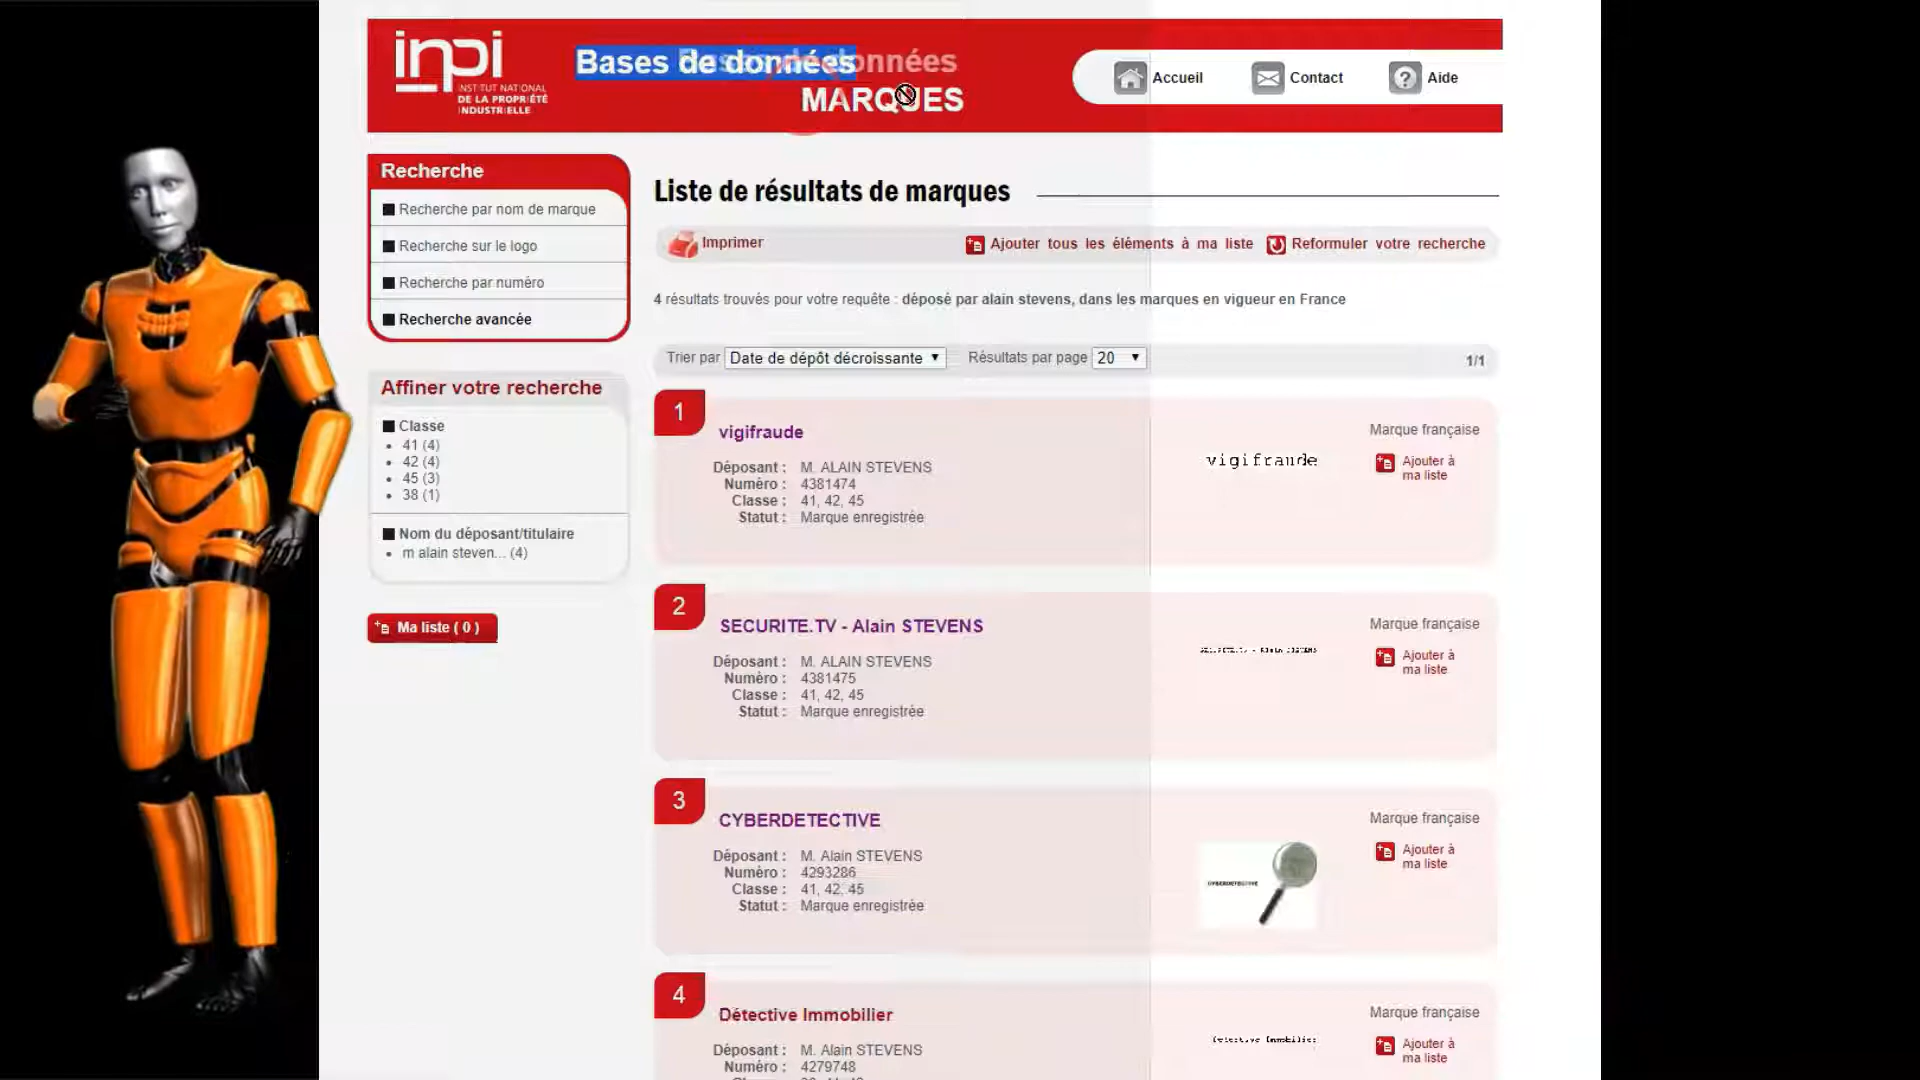 inpi
INSTITUT NATIONAL
DE LA PROPRIÉTÉ
INDUSTRIELLE
Bases de données
MARQUES
Accueil
Contact
Aide
Recherche
Recherche par nom de marque
Recherche sur le logo
Recherche par numéro
Recherche avancée
Affiner votre recherche
Classe
41 (4)
42 (4)
45 (3)
38 (1)
Nom du déposant/titulaire
m alain steven... (4)
Ma liste ( 0 )
Liste de résultats de marques
Imprimer
Ajouter tous les éléments à ma liste
Reformuler votre recherche
4 résultats trouvés pour votre requête : déposé par alain stevens, dans les marques en vigueur en France
Trier par Date de dépôt décroissante Résultats par page 20
1/1
1
vigifraude
Déposant : M. ALAIN STEVENS
Numéro : 4381474
Classe : 41, 42, 45
Statut : Marque enregistrée
vigifraude
Marque française
Ajouter à
ma liste
2
SECURITE.TV - Alain STEVENS
Déposant : M. ALAIN STEVENS
Numéro : 4381475
Classe : 41, 42, 45
Statut : Marque enregistrée
SECURITE.TV - Alain STEVENS
Marque française
Ajouter à
ma liste
3
CYBERDETECTIVE
Déposant : M. Alain STEVENS
Numéro : 4293286
Classe : 41, 42, 45
Statut : Marque enregistrée
CYBERDETECTIVE
Marque française
Ajouter à
ma liste
4
Détective Immobilier
Déposant : M. Alain STEVENS
Numéro : 4279748
Détective Immobilier
Marque française
Ajouter à
ma liste